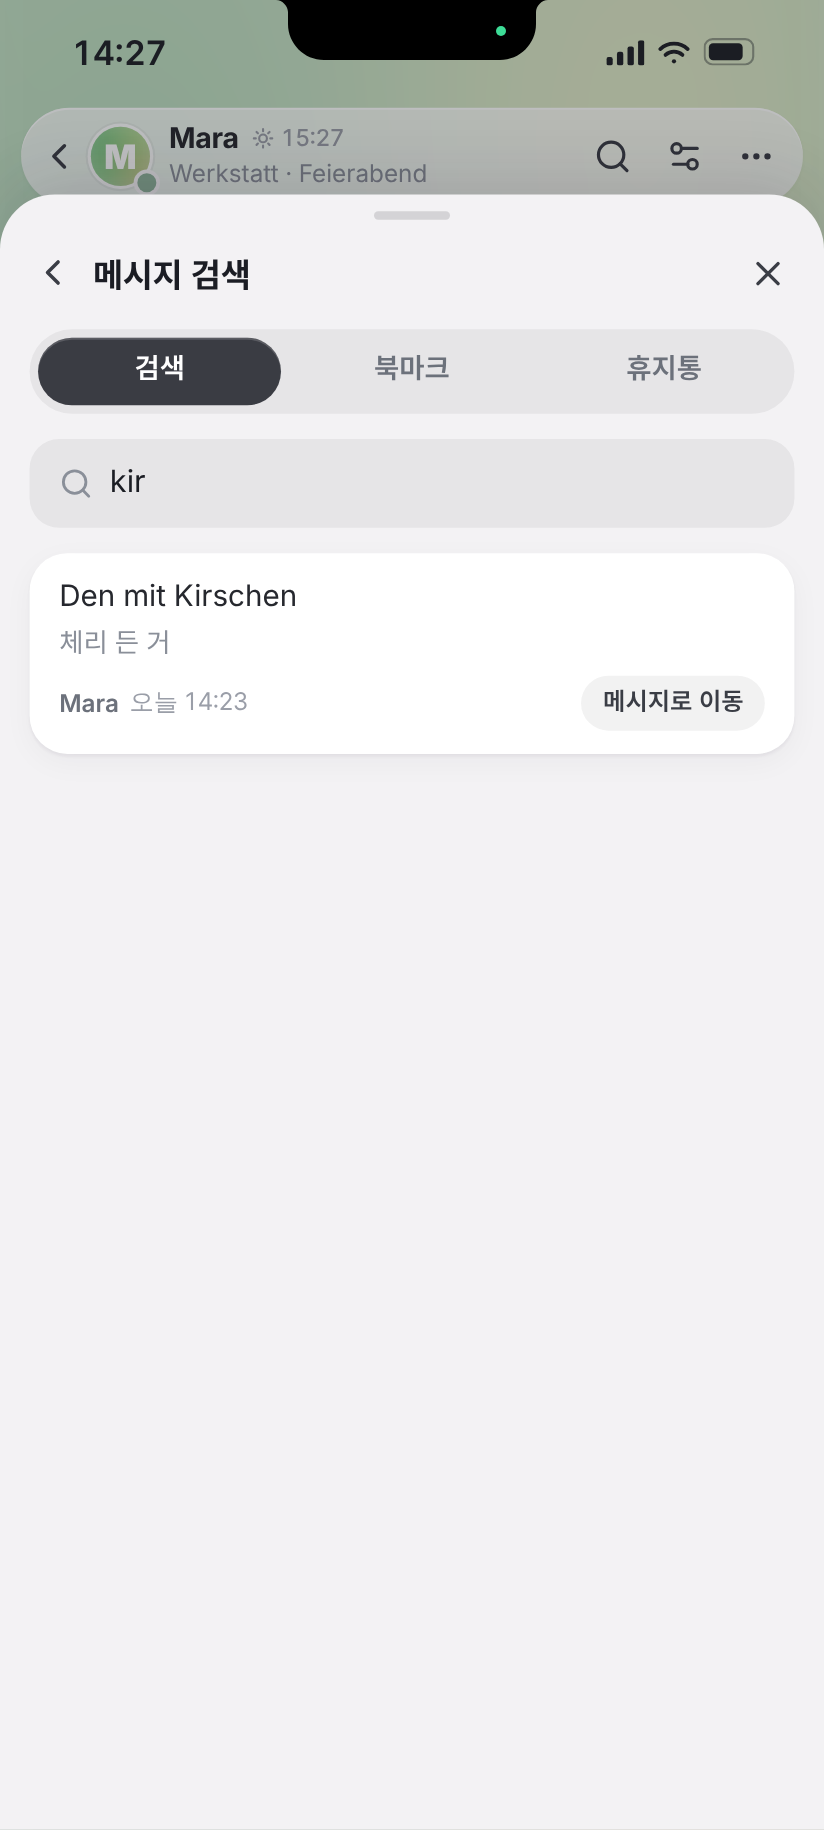 14:27
M
Mara 15:27
Werkstatt · Feierabend
메시지 검색
검색 북마크 휴지통
kir
Den mit Kirschen
체리 든 거
Mara 오늘 14:23
메시지로 이동